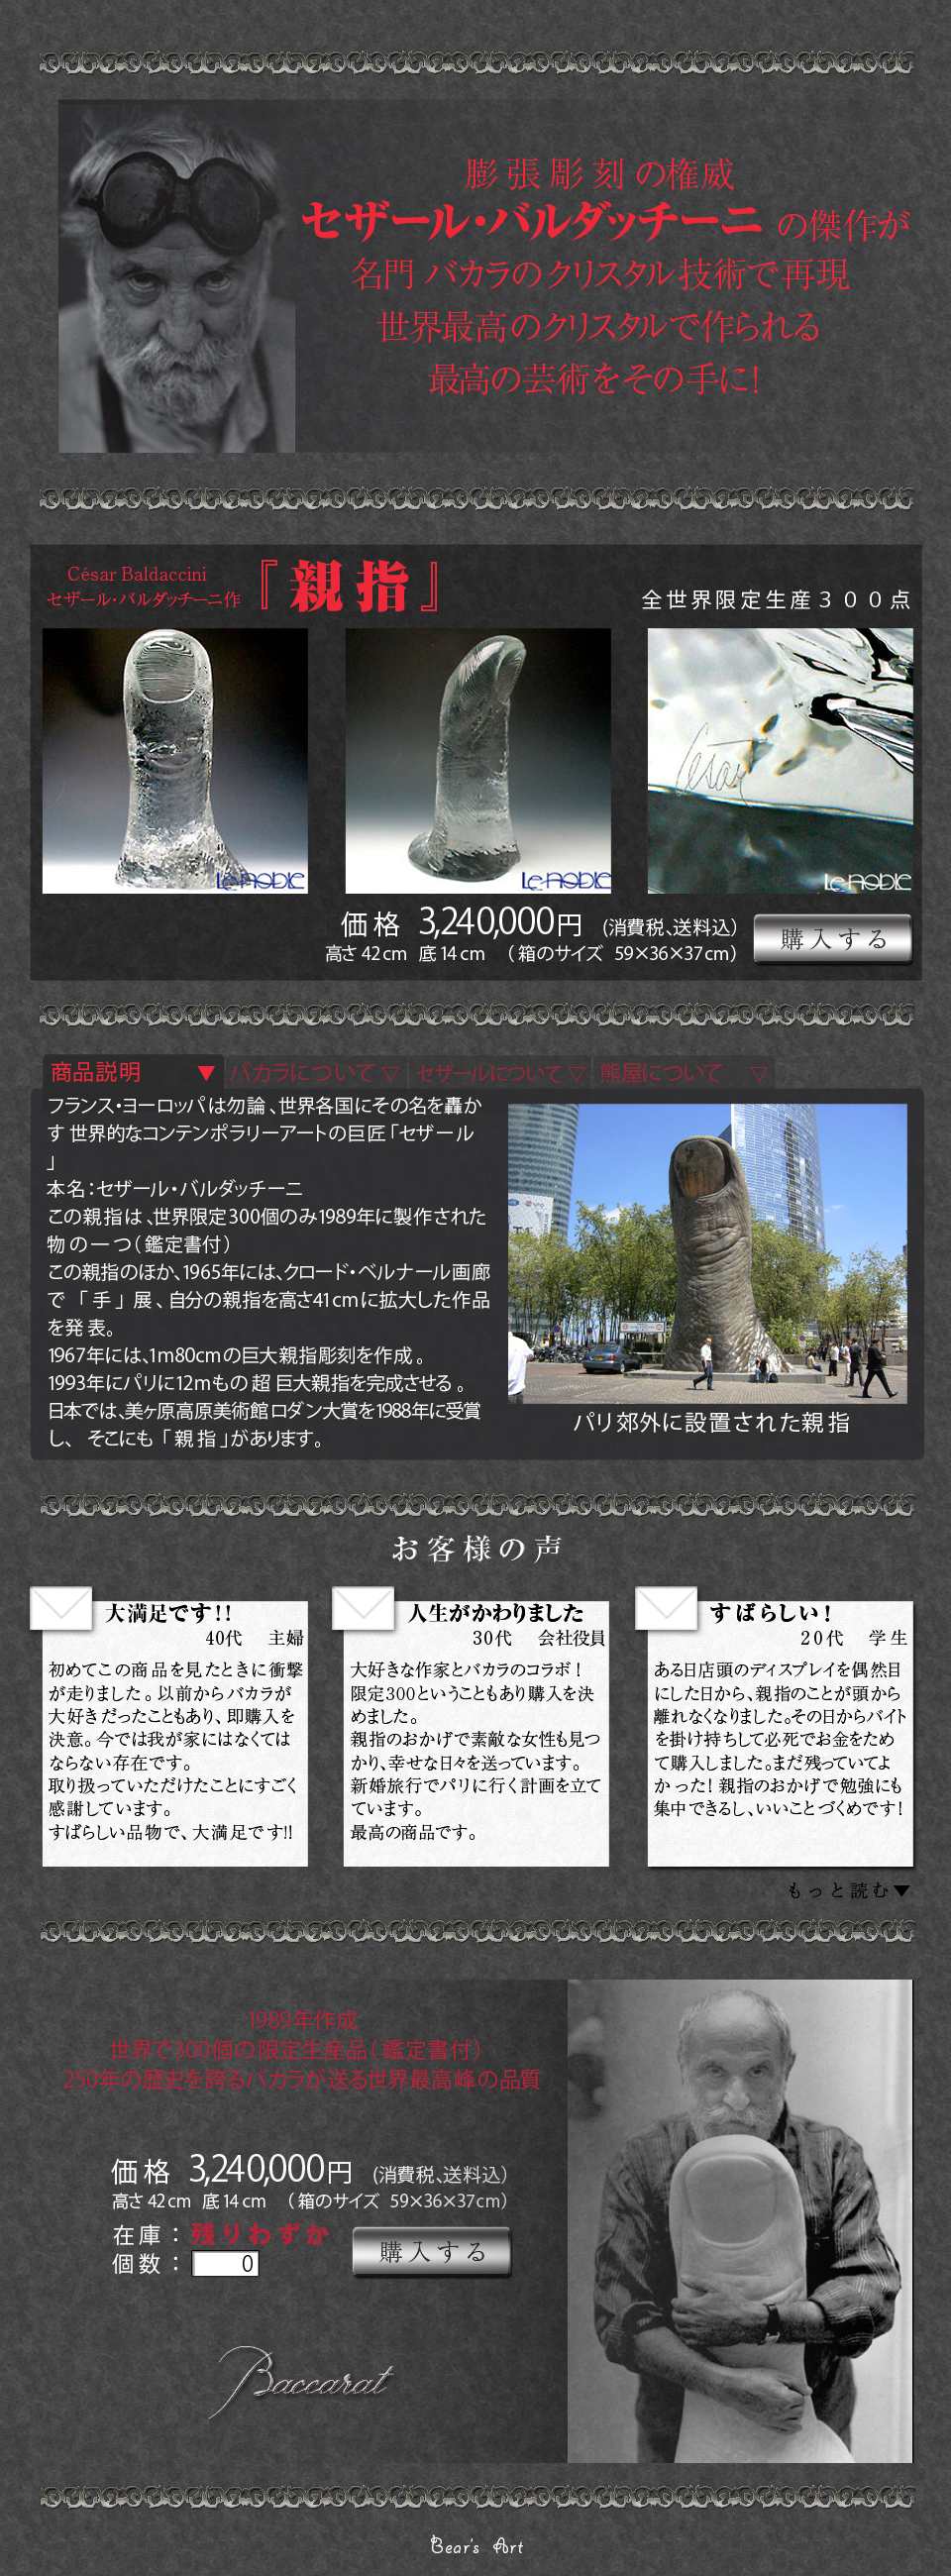 膨張彫刻の権威
セザール・バルダッチーニ の傑作が
名門 バカラのクリスタル技術で再現
世界最高のクリスタルで作られる
最高の芸術をその手に!
César Baldaccini
セザール・バルダッチーニ作
『親指』
全世界限定生産300点
LE NOBLE
LE NOBLE
César
LE NOBLE
価格 3,240,000円 (消費税、送料込)
高さ 42cm 底 14cm (箱のサイズ 59×36×37cm)
購入する
商品説明 ▼ バカラについて ▽ セザールについて ▽ 熊屋について ▽
フランス・ヨーロッパは勿論、世界各国にその名を轟か
す 世界的なコンテンポラリーアートの巨匠「セザール
」
本名:セザール・バルダッチーニ
この親指は、世界限定300個のみ1989年に製作された
物の一つ(鑑定書付)
この親指のほか、1965年には、クロード・ベルナール画廊
で 「手」展、自分の親指を高さ41cmに拡大した作品
を発表。
1967年には、1m80cmの巨大親指彫刻を作成。
1993年にパリに12mもの超巨大親指を完成させる。
日本では、美ヶ原高原美術館ロダン大賞を1988年に受賞
し、 そこにも「親指」があります。
パリ郊外に設置された親指
お客様の声
大満足です!!
40代 主婦
初めてこの商品を見たときに衝撃
が走りました。以前からバカラが
大好きだったこともあり、即購入を
決意。今では我が家にはなくては
ならない存在です。
取り扱っていただけたことにすごく
感謝しています。
すばらしい品物で、大満足です!!
人生がかわりました
30代 会社役員
大好きな作家とバカラのコラボ!
限定300ということもあり購入を決
めました。
親指のおかげで素敵な女性も見つ
かり、幸せな日々を送っています。
新婚旅行でパリに行く計画を立て
ています。
最高の商品です。
すばらしい!
20代 学生
ある日店頭のディスプレイを偶然目
にした日から、親指のことが頭から
離れなくなりました。その日からバイト
を掛け持ちして必死でお金をため
て購入しました。まだ残っていてよ
かった! 親指のおかげで勉強にも
集中できるし、いいことづくめです!
もっと読む▼
1989年作成
世界で300個の限定生産品(鑑定書付)
250年の歴史を誇るバカラが送る世界最高峰の品質
価格 3,240,000円 (消費税、送料込)
高さ 42cm 底 14cm (箱のサイズ 59×36×37cm)
在庫:残りわずか
個数:0
購入する
Baccarat
Bear's Art